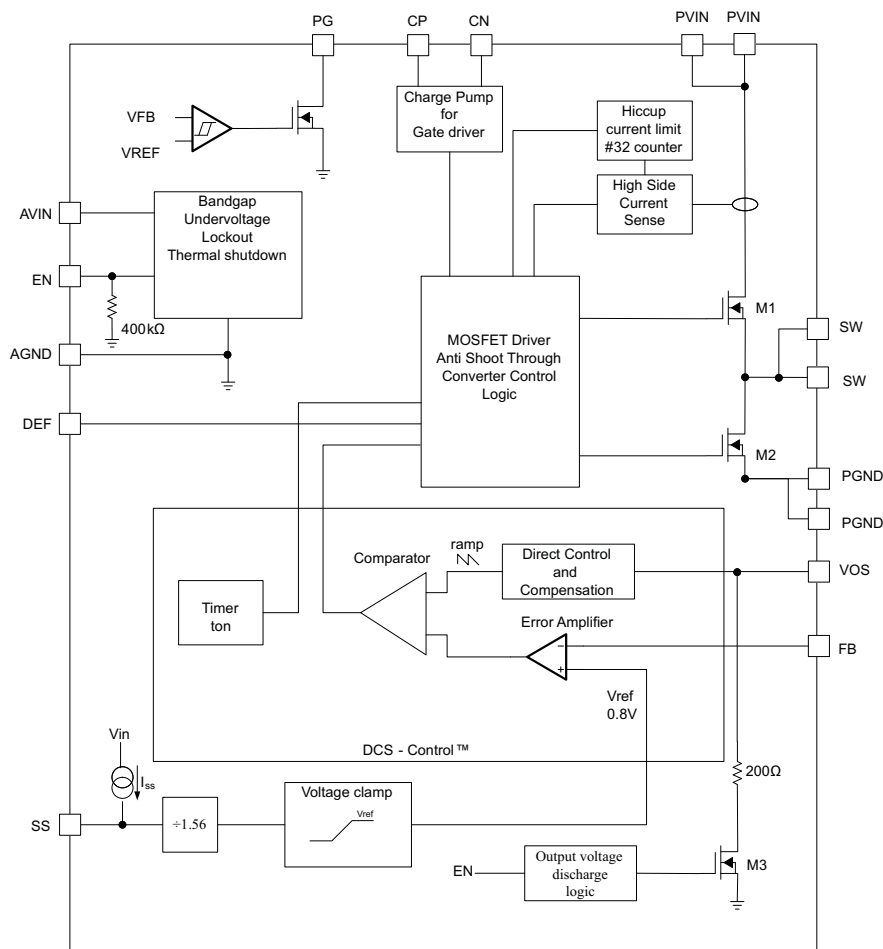 PG
CP
CN
PVIN
PVIN
VFB
VREF
Charge Pump
for
Gate driver
Hiccup
current limit
#32 counter
High Side
Current
Sense
AVIN
Bandgap
Undervoltage
Lockout
Thermal shutdown
EN
400kΩ
AGND
DEF
MOSFET Driver
Anti Shoot Through
Converter Control
Logic
M1
SW
SW
M2
PGND
PGND
Comparator
ramp
Direct Control
and
Compensation
VOS
Timer
ton
Error Amplifier
−
+
FB
Vref
0.8V
DCS - Control™
Vin
Iss
200Ω
SS
÷1.56
Voltage clamp
Vref
EN
Output voltage
discharge
logic
M3